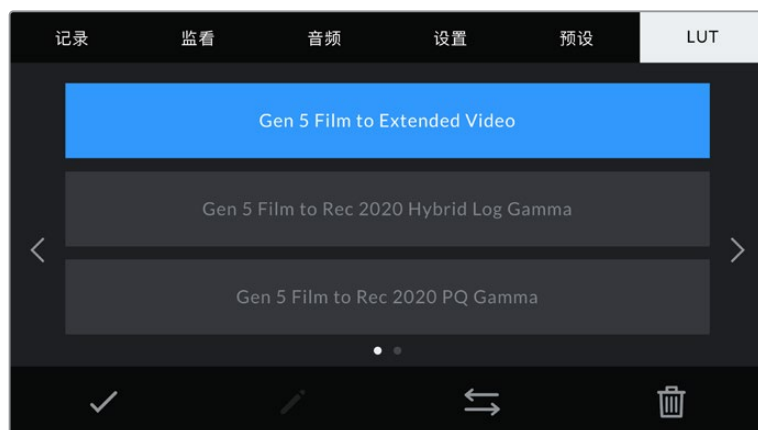 记录 监看 音频 设置 预设 LUT
Gen 5 Film to Extended Video
Gen 5 Film to Rec 2020 Hybrid Log Gamma
Gen 5 Film to Rec 2020 PQ Gamma